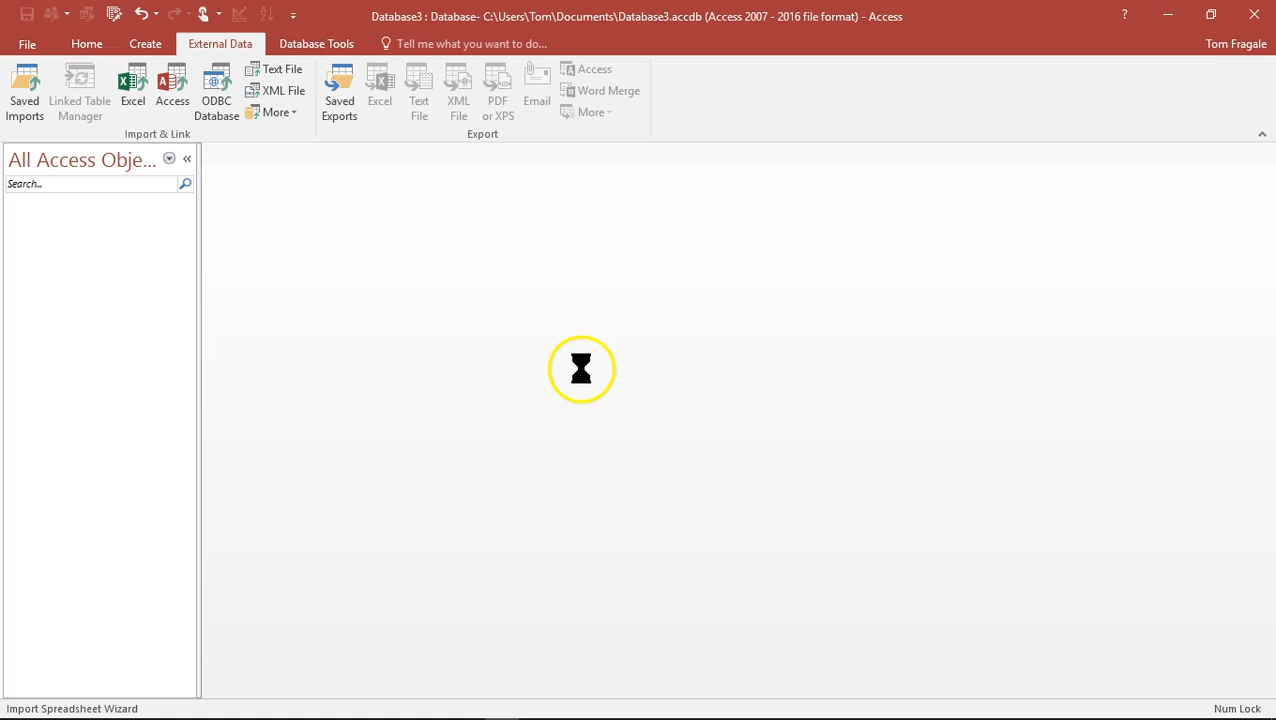 Database3 : Database- C:\Users\Tom\Documents\Database3.accdb (Access 2007 - 2016 file format) - Access
?
File Home Create External Data Database Tools Tell me what you want to do... Tom Fragale
Saved Imports
Linked Table Manager
Excel
Access
ODBC Database
Text File
XML File
More
Saved Exports
Excel
Text File
XML File
PDF or XPS
Email
Access
Word Merge
More
Import & Link
Export
All Access Obje... «
Search...
Import Spreadsheet Wizard
Num Lock